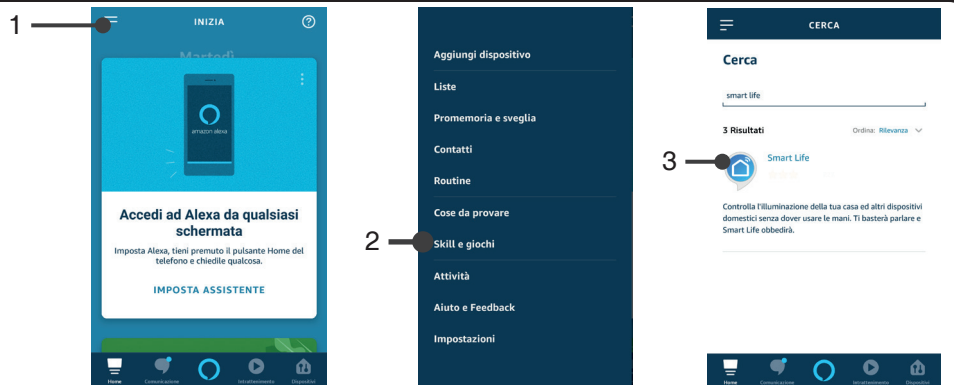 1
INIZIA
Martedì
amazon alexa
Accedi ad Alexa da qualsiasi
schermata
Imposta Alexa, tieni premuto il pulsante Home del
telefono e chiedile qualcosa.
IMPOSTA ASSISTENTE
Home
Comunicazione
Intrattenimento
Dispositivi
2
Aggiungi dispositivo
Liste
Promemoria e sveglia
Contatti
Routine
Cose da provare
Skill e giochi
Attività
Aiuto e Feedback
Impostazioni
3
CERCA
Cerca
smart life
3 Risultati
Ordina: Rilevanza
Smart Life
Controlla l'illuminazione della tua casa ed altri dispositivi
domestici senza dover usare le mani. Ti basterà parlare e
Smart Life obbedirà.
Home
Comunicazione
Intrattenimento
Dispositivi